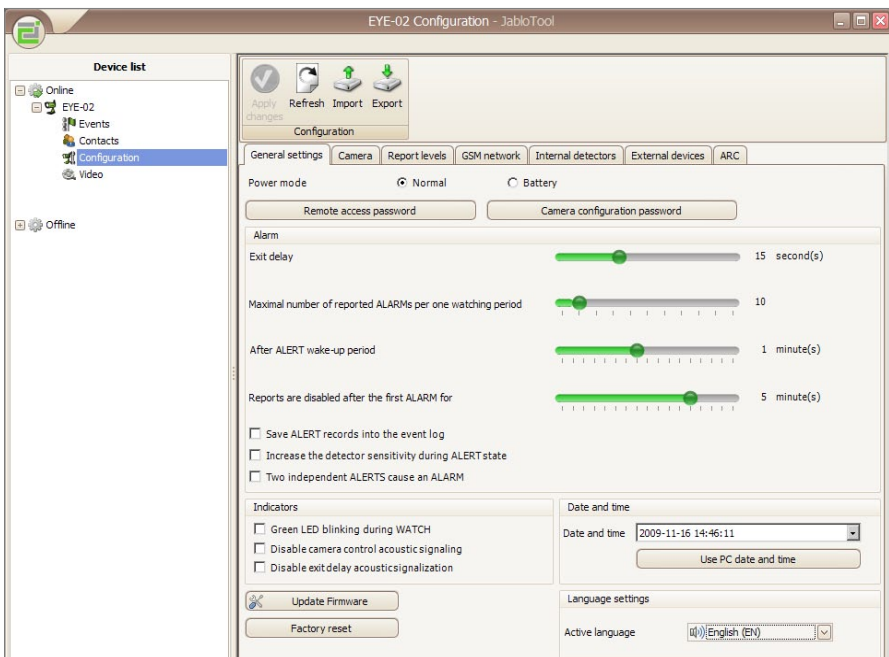 EYE-02 Configuration - JabloTool
Device list
Online
EYE-02
Events
Contacts
Configuration
Video
Offline
Apply changes
Refresh
Import
Export
Configuration
General settings
Camera
Report levels
GSM network
Internal detectors
External devices
ARC
Power mode
Normal
Battery
Remote access password
Camera configuration password
Alarm
Exit delay
15 second(s)
Maximal number of reported ALARMs per one watching period
10
After ALERT wake-up period
1 minute(s)
Reports are disabled after the first ALARM for
5 minute(s)
Save ALERT records into the event log
Increase the detector sensitivity during ALERT state
Two independent ALERTS cause an ALARM
Indicators
Green LED blinking during WATCH
Disable camera control acoustic signaling
Disable exit delay acoustic signalization
Date and time
Date and time
2009-11-16 14:46:11
Use PC date and time
Update Firmware
Factory reset
Language settings
Active language
English (EN)